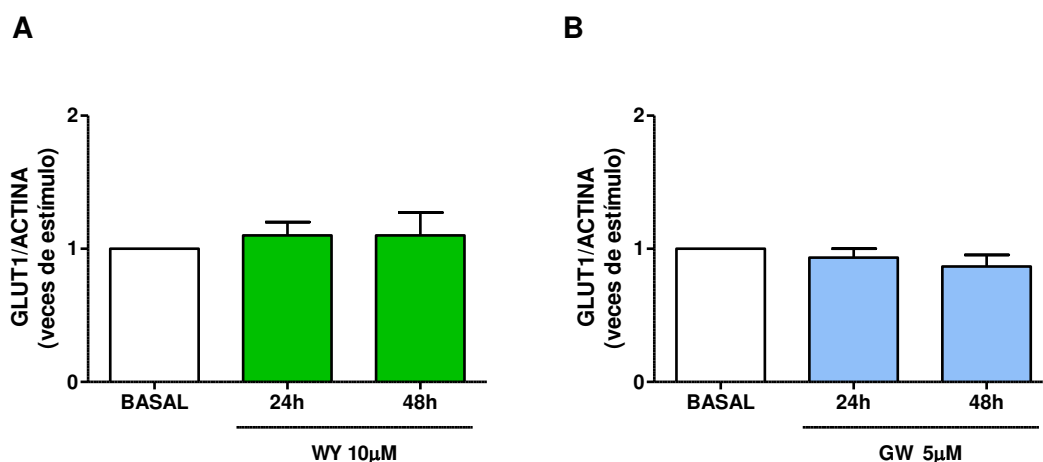 A
GLUT1/ACTINA
(veces de estímulo)
2
1
0
BASAL 24h 48h
WY 10µM
B
GLUT1/ACTINA
(veces de estímulo)
2
1
0
BASAL 24h 48h
GW 5µM